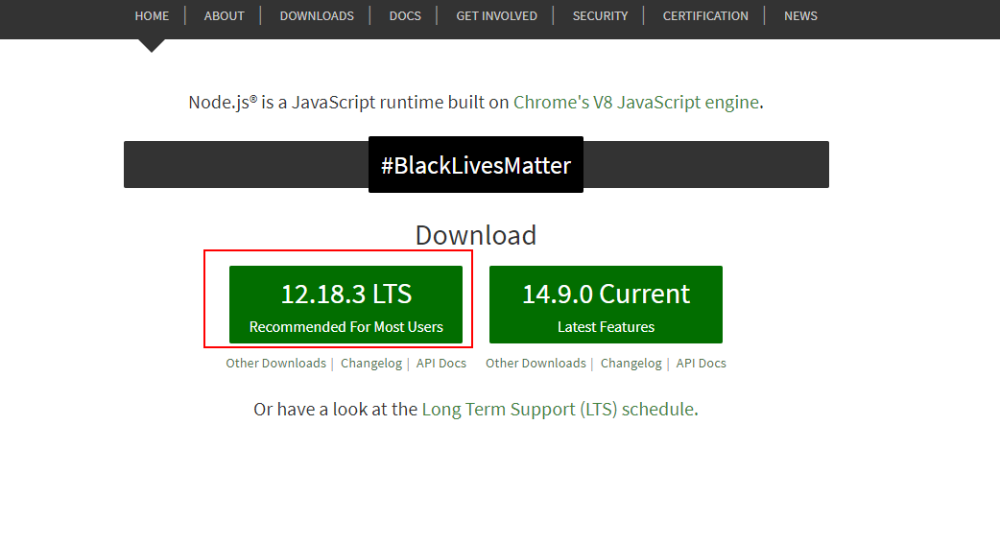 HOME | ABOUT | DOWNLOADS | DOCS | GET INVOLVED | SECURITY | CERTIFICATION | NEWS
Node.js® is a JavaScript runtime built on Chrome's V8 JavaScript engine.
#BlackLivesMatter
Download
12.18.3 LTS
Recommended For Most Users
14.9.0 Current
Latest Features
Other Downloads | Changelog | API Docs
Other Downloads | Changelog | API Docs
Or have a look at the Long Term Support (LTS) schedule.